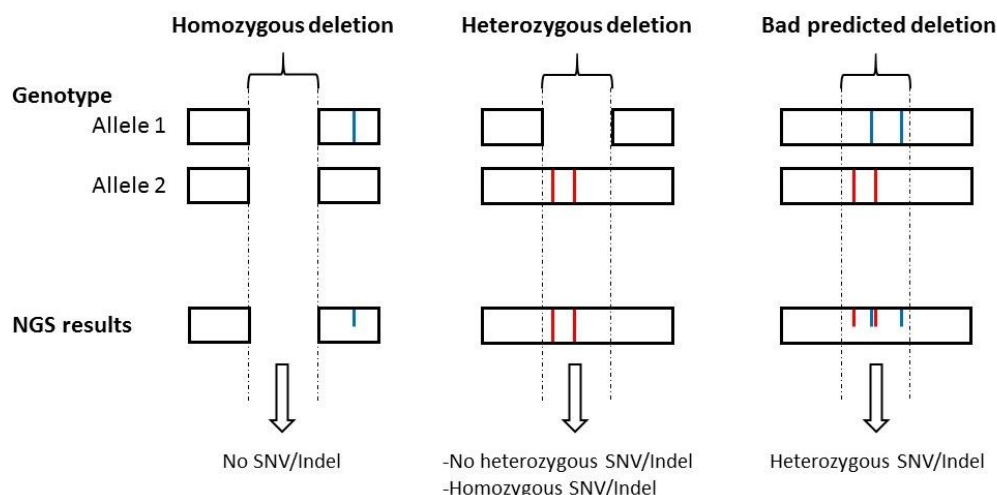 Homozygous deletion
Heterozygous deletion
Bad predicted deletion
Genotype
Allele 1
Allele 2
NGS results
No SNV/Indel
-No heterozygous SNV/Indel
-Homozygous SNV/Indel
Heterozygous SNV/Indel